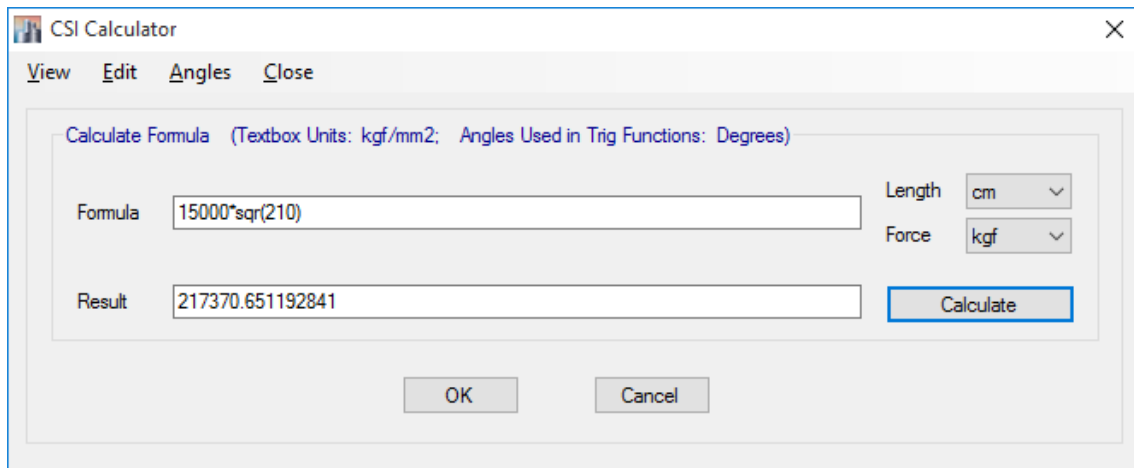 CSI Calculator
View Edit Angles Close
Calculate Formula (Textbox Units: kgf/mm2; Angles Used in Trig Functions: Degrees)
Formula 15000*sqr(210)
Length cm
Force kgf
Result 217370.651192841 Calculate
OK Cancel